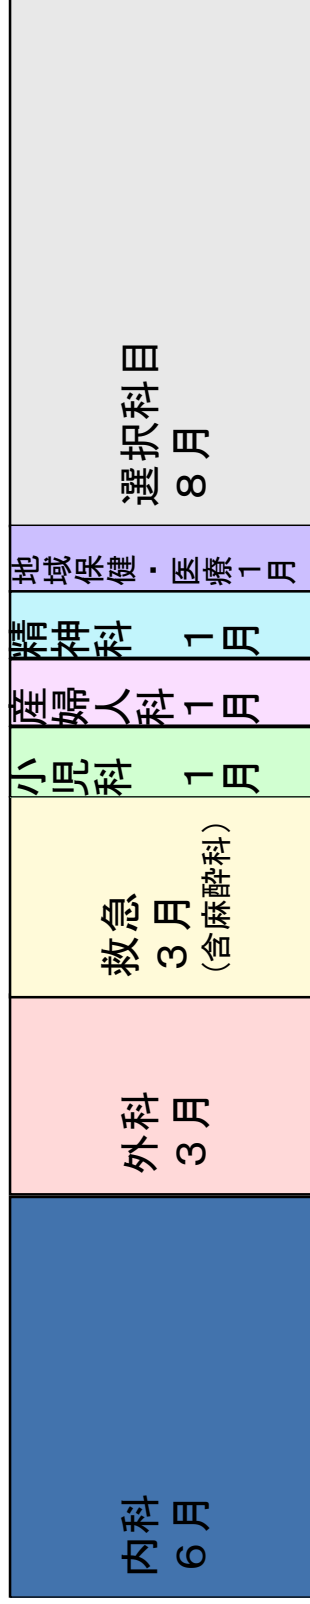 内科
６月
外科
３月
救急
３月
（含麻酔科）
小児科　１月
産婦人科１月
精神科　１月
地域保健・医療１月
選択科目
８月